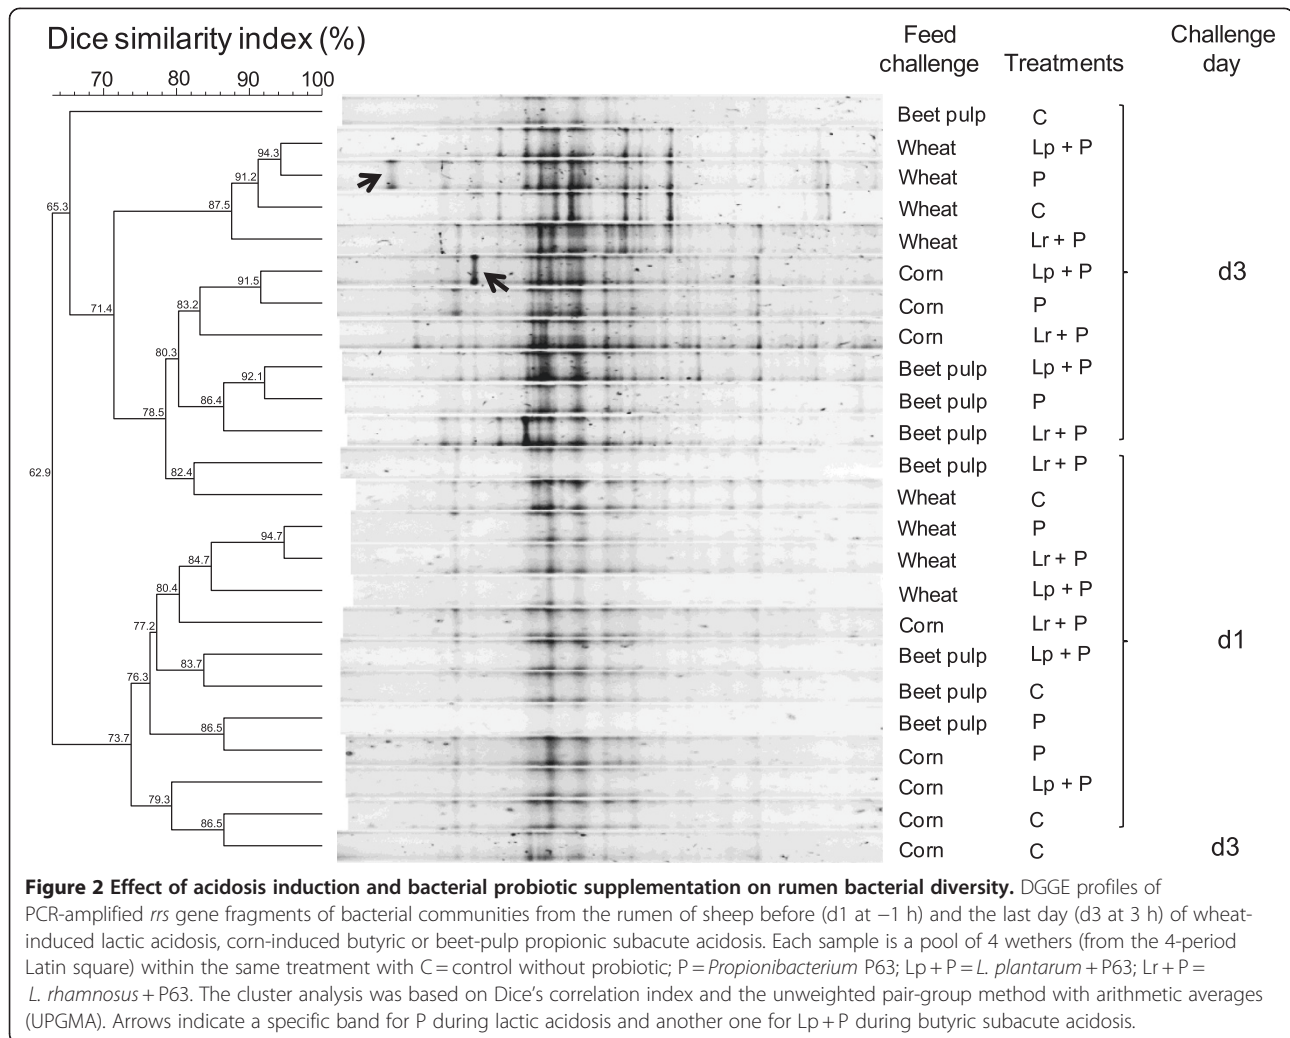 Dice similarity index (%)
70 80 90 100
Feed challenge
Treatments
Challenge day
Beet pulp C
Wheat Lp + P
Wheat P
Wheat C
Wheat Lr + P
Corn Lp + P
Corn P
Corn Lr + P
Beet pulp Lp + P
Beet pulp P
Beet pulp Lr + P
Beet pulp Lr + P
Wheat C
Wheat P
Wheat Lr + P
Wheat Lp + P
Corn Lr + P
Beet pulp Lp + P
Beet pulp C
Beet pulp P
Corn P
Corn Lp + P
Corn C
Corn C
d3
d1
d3
94.3
91.2
87.5
65.3
91.5
83.2
71.4
80.3
92.1
86.4
78.5
82.4
62.9
94.7
84.7
80.4
77.2
83.7
76.3
86.5
73.7
79.3
86.5
Figure 2 Effect of acidosis induction and bacterial probiotic supplementation on rumen bacterial diversity. DGGE profiles of
PCR-amplified rrs gene fragments of bacterial communities from the rumen of sheep before (d1 at −1 h) and the last day (d3 at 3 h) of wheat-
induced lactic acidosis, corn-induced butyric or beet-pulp propionic subacute acidosis. Each sample is a pool of 4 wethers (from the 4-period
Latin square) within the same treatment with C = control without probiotic; P = Propionibacterium P63; Lp + P = L. plantarum + P63; Lr + P =
L. rhamnosus + P63. The cluster analysis was based on Dice's correlation index and the unweighted pair-group method with arithmetic averages
(UPGMA). Arrows indicate a specific band for P during lactic acidosis and another one for Lp + P during butyric subacute acidosis.